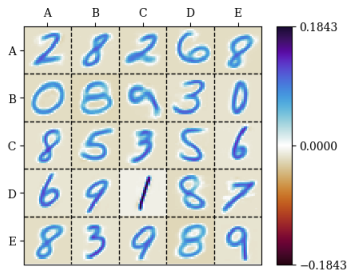 A B C D E
A 2 8 2 6 8
B 0 8 9 3 0
C 8 5 3 5 6
D 6 9 1 8 7
E 8 3 9 8 9
0.1843
0.0000
−0.1843